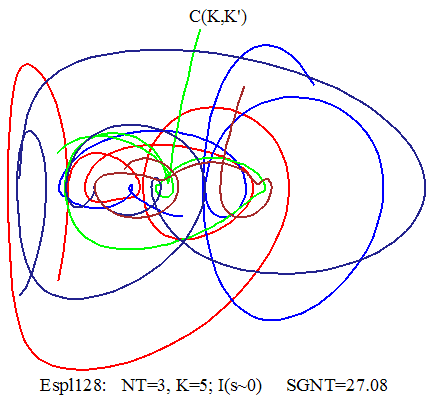 C(K,K')
Espl128: NT=3, K=5; I(s~0) SGNT=27.08